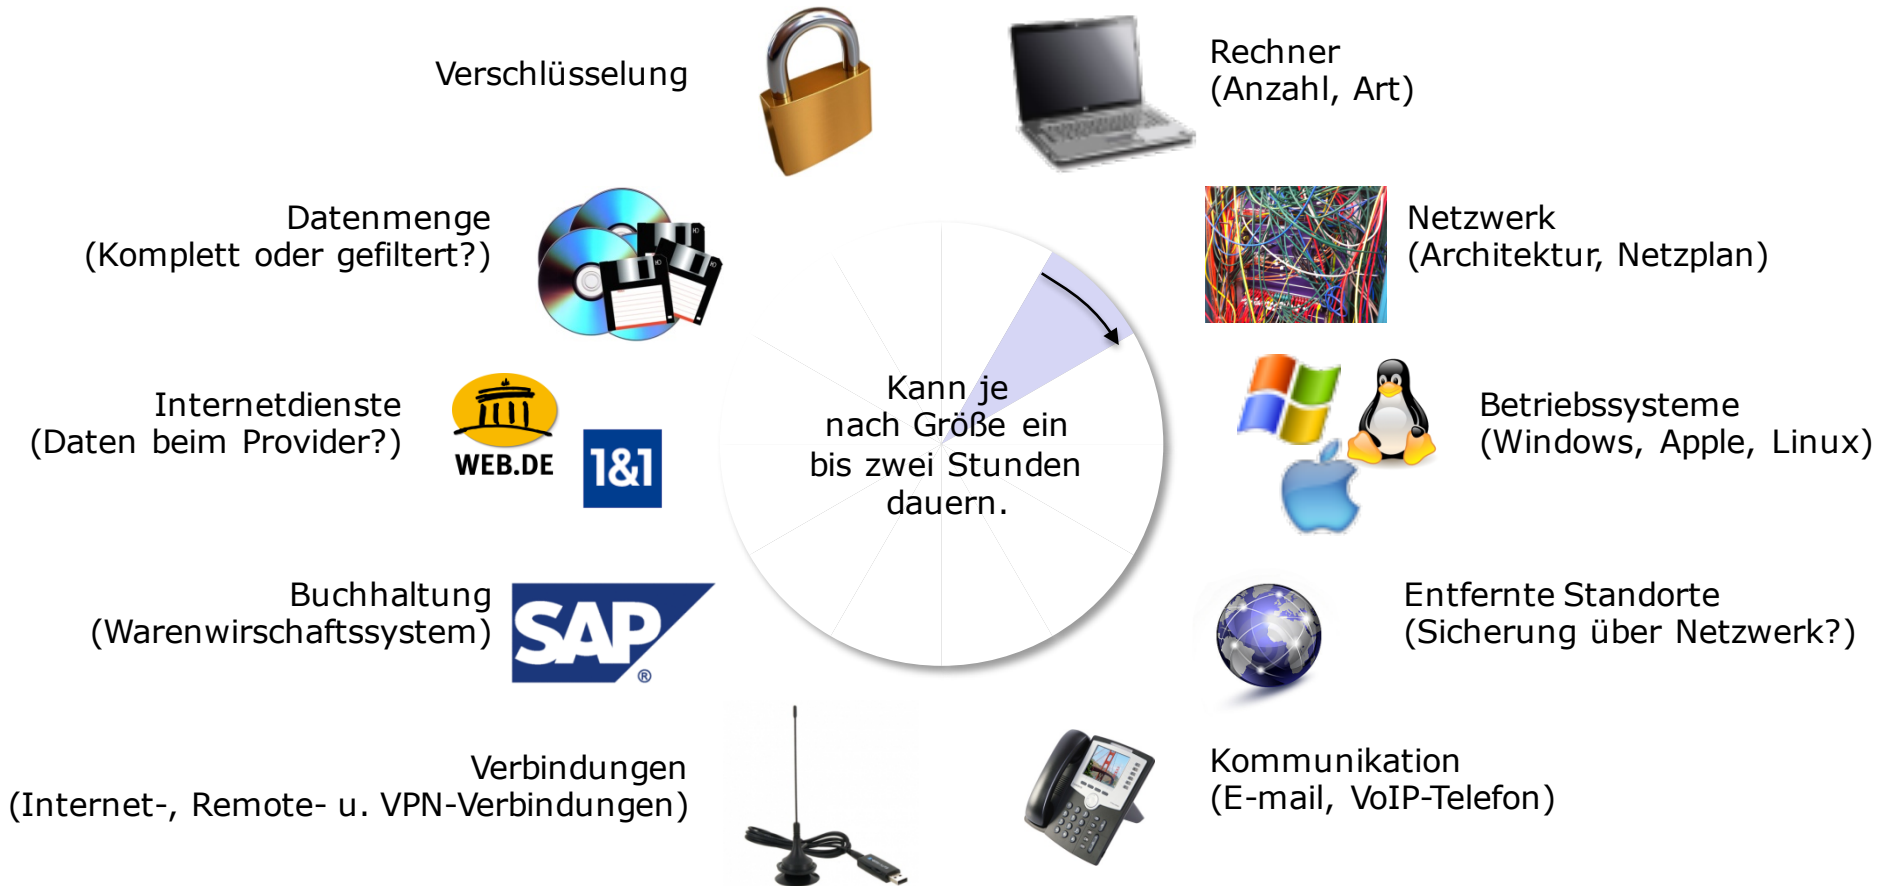 Verschlüsselung
Rechner
(Anzahl, Art)
Datenmenge
(Komplett oder gefiltert?)
Netzwerk
(Architektur, Netzplan)
Kann je
nach Größe ein
bis zwei Stunden
dauern.
Internetdienste
(Daten beim Provider?)
WEB.DE
1&1
Betriebssysteme
(Windows, Apple, Linux)
Buchhaltung
(Warenwirschaftssystem)
SAP
®
Entfernte Standorte
(Sicherung über Netzwerk?)
Verbindungen
(Internet-, Remote- u. VPN-Verbindungen)
Kommunikation
(E-mail, VoIP-Telefon)